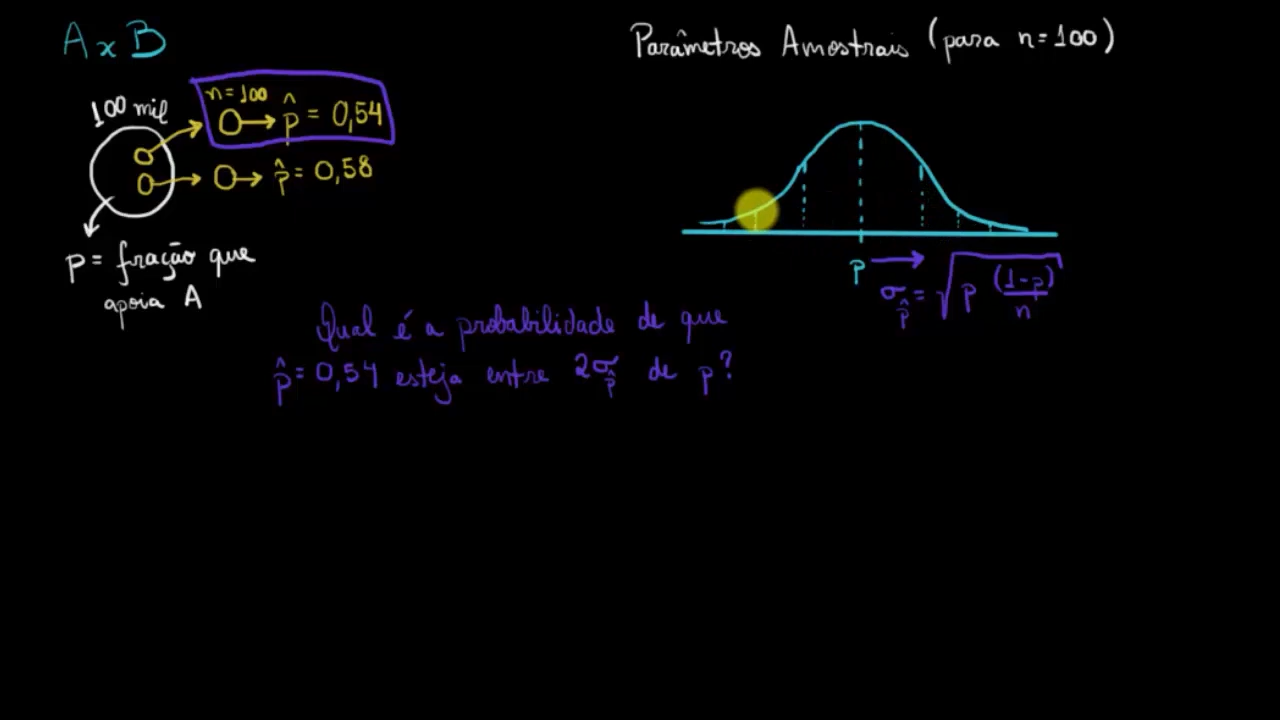 A x B
100 mil
n = 100
p̂ = 0,54
p̂ = 0,58
p = fração que
apoia A
Parâmetros Amostrais (para n = 100)
p
σp̂ = √p (1-p)/n
Qual é a probabilidade de que
p̂ = 0,54 esteja entre 2σp̂ de p?